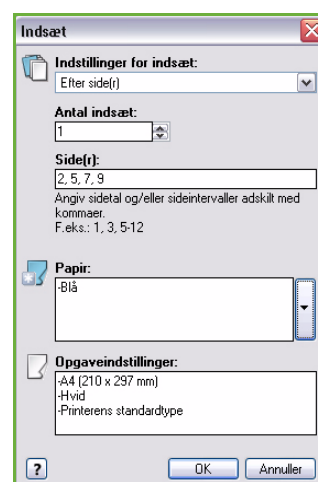 Indsæt
Indstillinger for indsæt:
Efter side(r)
Antal indsæt:
1
Side(r):
2, 5, 7, 9
Angiv sidetal og/eller sideintervaller adskilt med
kommaer.
F.eks.: 1, 3, 5-12
Papir:
-Blå
Opgaveindstillinger:
-A4 (210 x 297 mm)
-Hvid
-Printerens standardtype
?
OK
Annuller